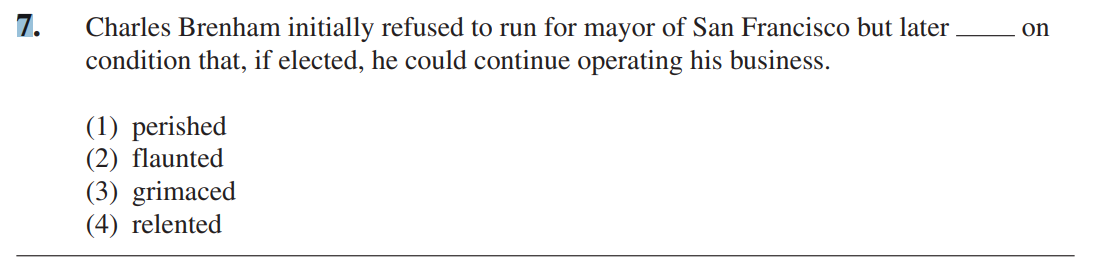 7. Charles Brenham initially refused to run for mayor of San Francisco but later _____ on
condition that, if elected, he could continue operating his business.
(1) perished
(2) flaunted
(3) grimaced
(4) relented